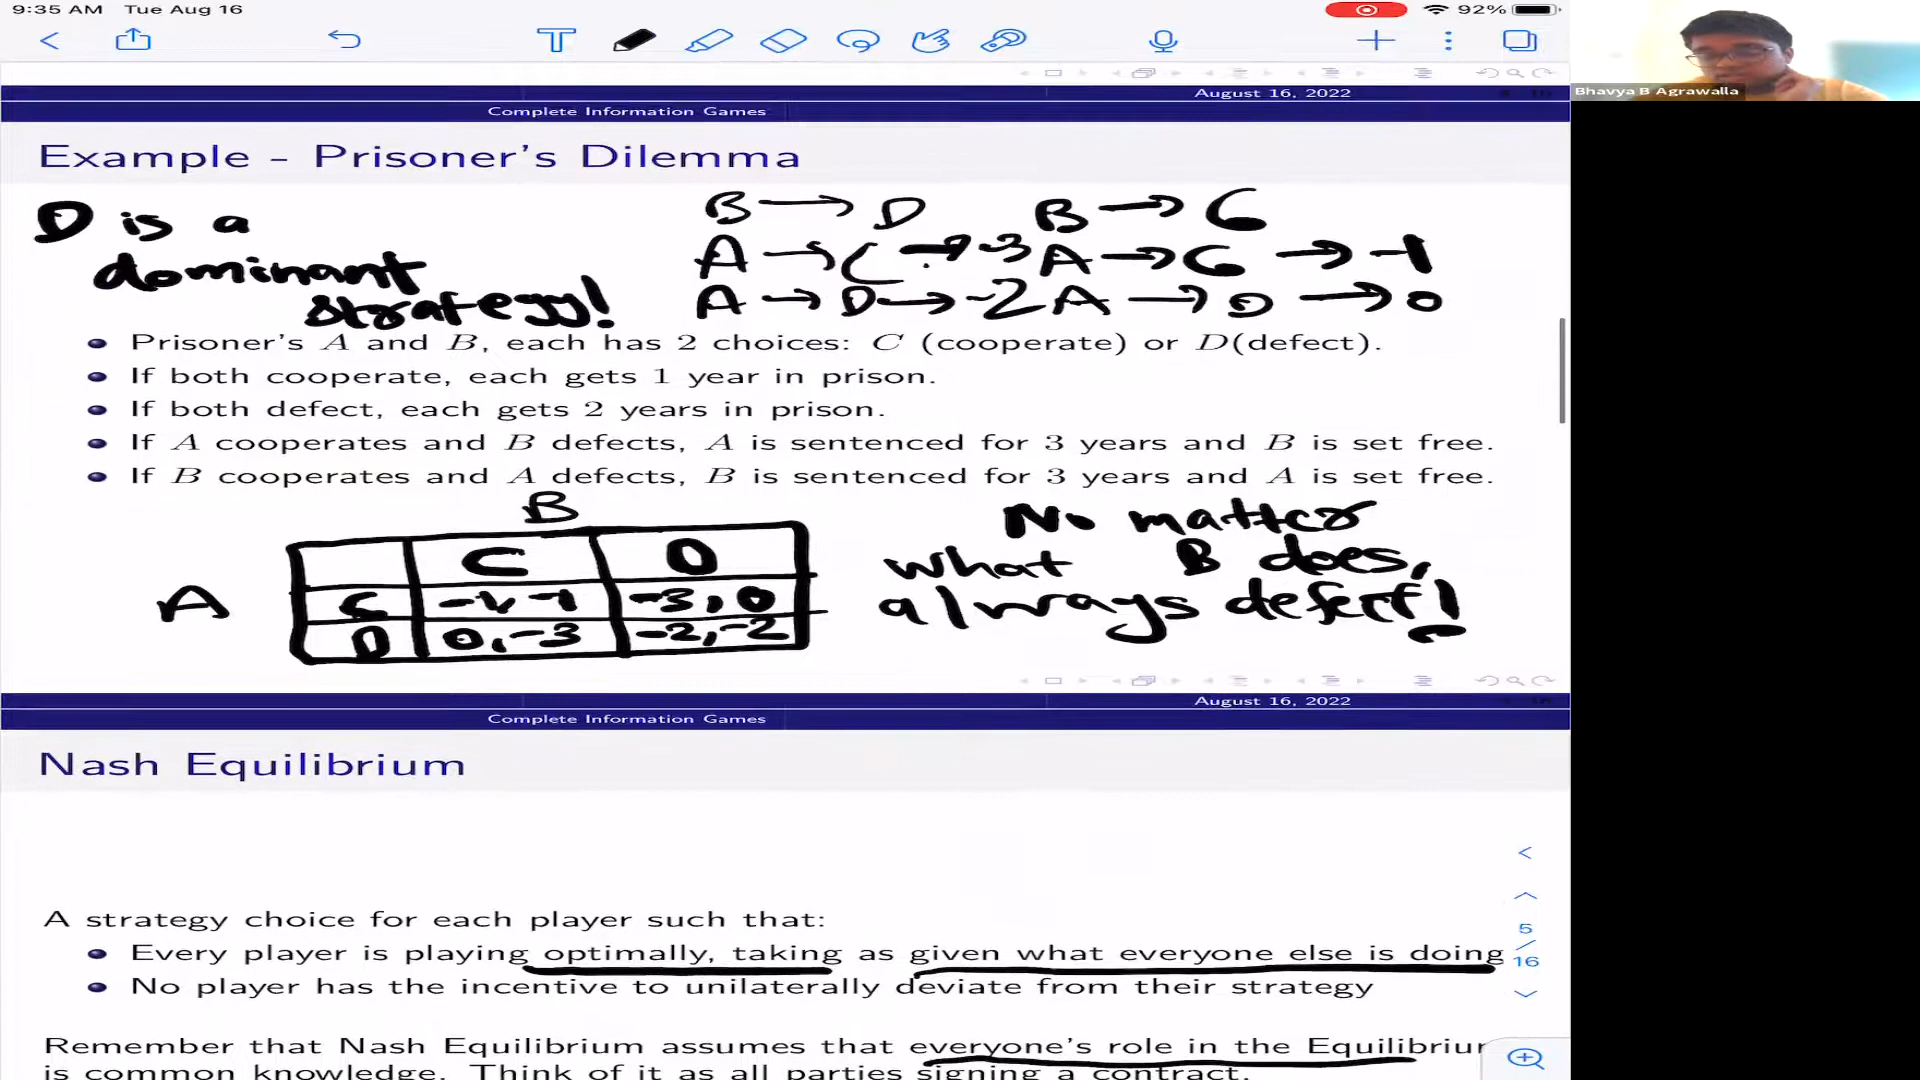 9:35 AM Tue Aug 16
92%
Bhavya B Agrawalla
August 16, 2022
Complete Information Games
Example - Prisoner's Dilemma
D is a
dominant
strategy!
B → D
A → C → -3
A → D → -2
B → C
A → C → -1
A → D → 0
Prisoner's A and B, each has 2 choices: C (cooperate) or D(defect).
If both cooperate, each gets 1 year in prison.
If both defect, each gets 2 years in prison.
If A cooperates and B defects, A is sentenced for 3 years and B is set free.
If B cooperates and A defects, B is sentenced for 3 years and A is set free.
B
C D
A
C -1, -1 -3, 0
D 0, -3 -2, -2
No matter
what B does,
always defect!
August 16, 2022
Complete Information Games
Nash Equilibrium
A strategy choice for each player such that:
Every player is playing optimally, taking as given what everyone else is doing
No player has the incentive to unilaterally deviate from their strategy
Remember that Nash Equilibrium assumes that everyone's role in the Equilibriu
is common knowledge. Think of it as all parties signing a contract.
5
/
16